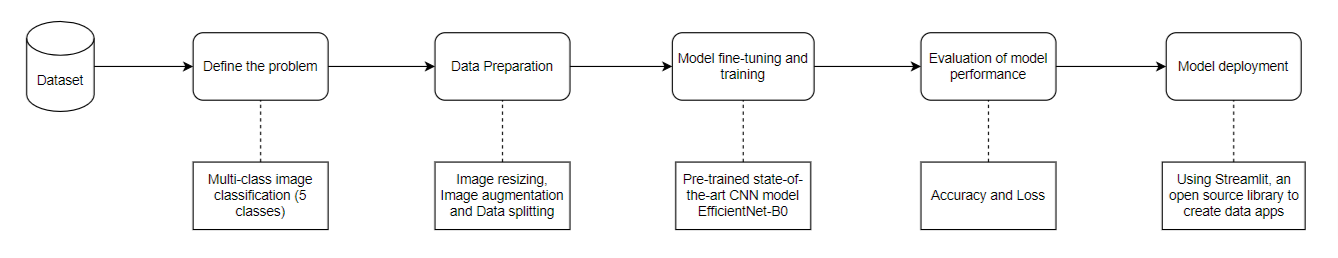 Dataset
Define the problem
Data Preparation
Model fine-tuning and
training
Evaluation of model
performance
Model deployment
Multi-class image
classification (5
classes)
Image resizing,
Image augmentation
and Data splitting
Pre-trained state-of-
the-art CNN model
EfficientNet-B0
Accuracy and Loss
Using Streamlit, an
open source library to
create data apps